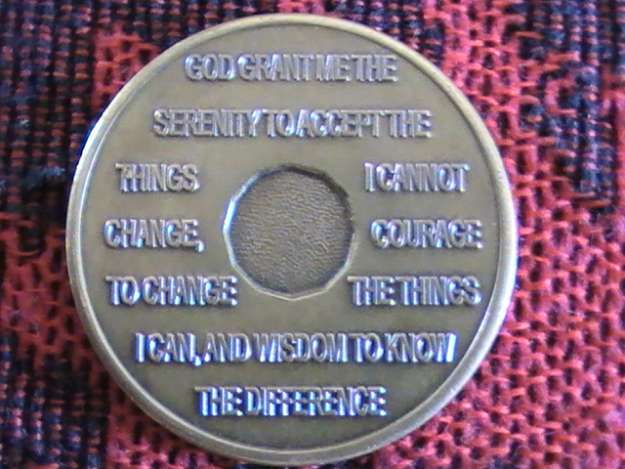 GOD GRANT ME THE
SERENITY TO ACCEPT THE
THINGS I CANNOT
CHANGE, COURAGE
TO CHANGE THE THINGS
I CAN, AND WISDOM TO KNOW
THE DIFFERENCE